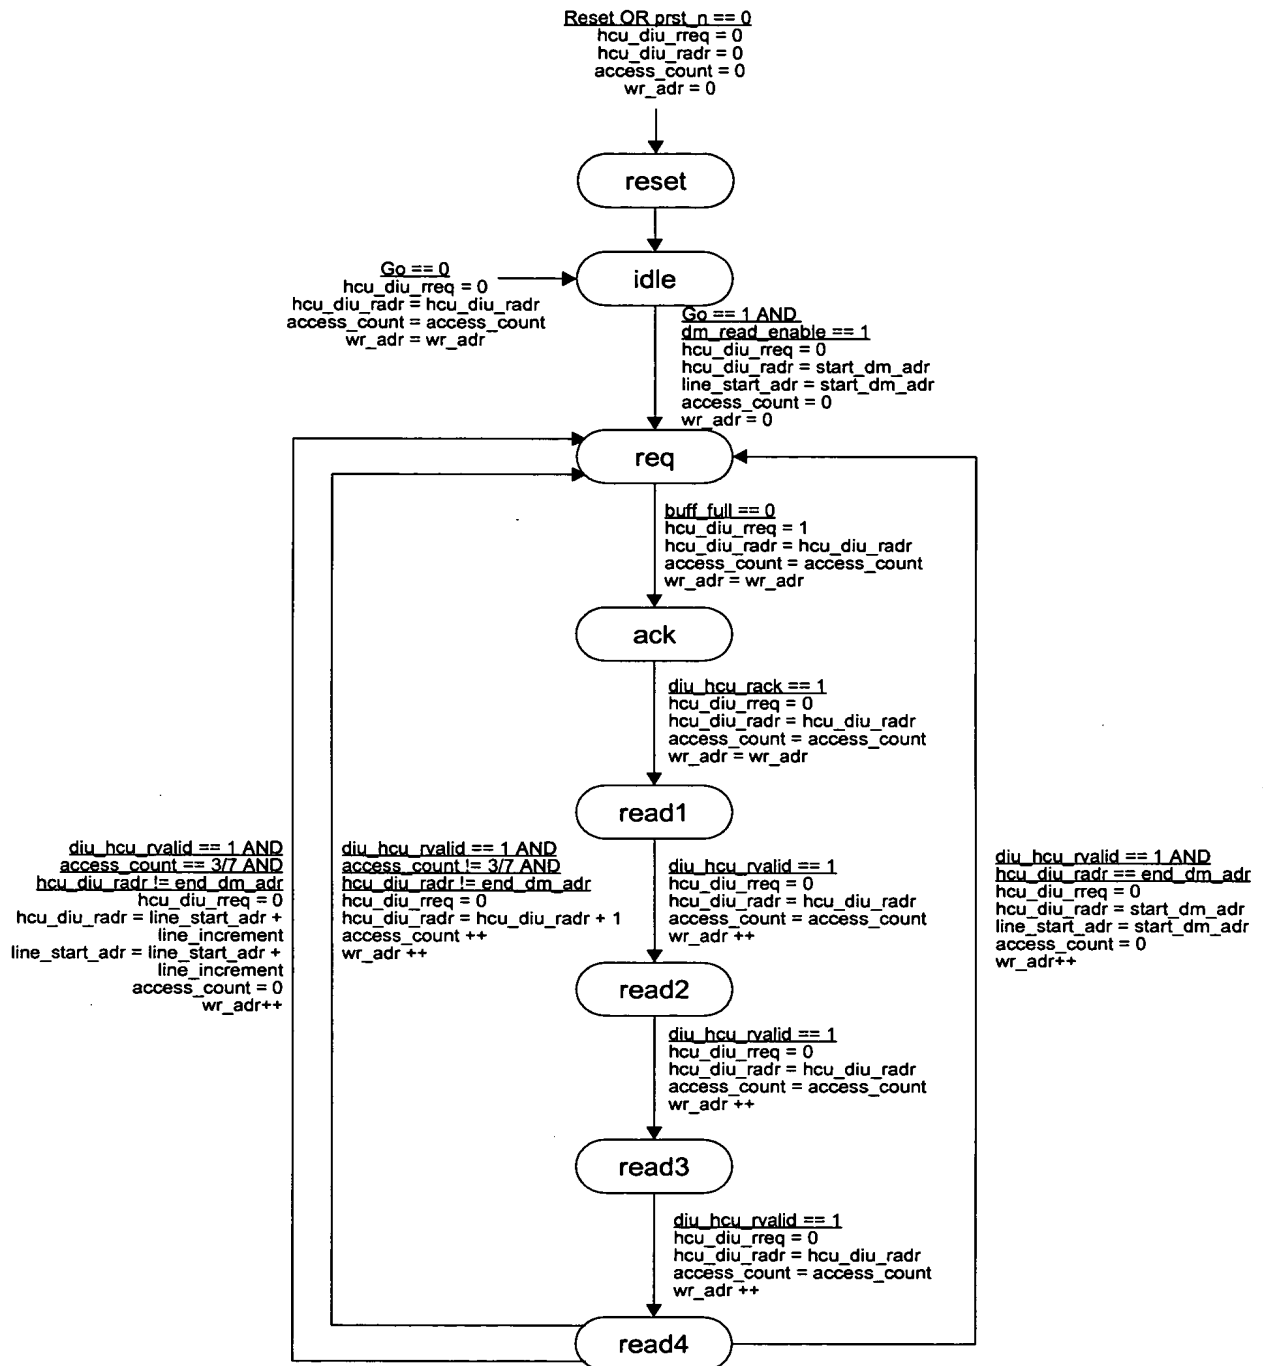 Reset OR prst_n == 0
hcu_diu_rreq = 0
hcu_diu_radr = 0
access_count = 0
wr_adr = 0
reset
idle
Go == 0
hcu_diu_rreq = 0
hcu_diu_radr = hcu_diu_radr
access_count = access_count
wr_adr = wr_adr
Go == 1 AND
dm_read_enable == 1
hcu_diu_rreq = 0
hcu_diu_radr = start_dm_adr
line_start_adr = start_dm_adr
access_count = 0
wr_adr = 0
req
buff_full == 0
hcu_diu_rreq = 1
hcu_diu_radr = hcu_diu_radr
access_count = access_count
wr_adr = wr_adr
ack
diu_hcu_rack == 1
hcu_diu_rreq = 0
hcu_diu_radr = hcu_diu_radr
access_count = access_count
wr_adr = wr_adr
read1
diu_hcu_rvalid == 1 AND
access_count == 3/7 AND
hcu_diu_radr != end_dm_adr
hcu_diu_rreq = 0
hcu_diu_radr = line_start_adr +
line_increment
line_start_adr = line_start_adr +
line_increment
access_count = 0
wr_adr++
diu_hcu_rvalid == 1 AND
access_count != 3/7 AND
hcu_diu_radr != end_dm_adr
hcu_diu_rreq = 0
hcu_diu_radr = hcu_diu_radr + 1
access_count ++
wr_adr ++
diu_hcu_rvalid == 1
hcu_diu_rreq = 0
hcu_diu_radr = hcu_diu_radr
access_count = access_count
wr_adr ++
diu_hcu_rvalid == 1 AND
hcu_diu_radr == end_dm_adr
hcu_diu_rreq = 0
hcu_diu_radr = start_dm_adr
line_start_adr = start_dm_adr
access_count = 0
wr_adr++
read2
diu_hcu_rvalid == 1
hcu_diu_rreq = 0
hcu_diu_radr = hcu_diu_radr
access_count = access_count
wr_adr ++
read3
diu_hcu_rvalid == 1
hcu_diu_rreq = 0
hcu_diu_radr = hcu_diu_radr
access_count = access_count
wr_adr ++
read4